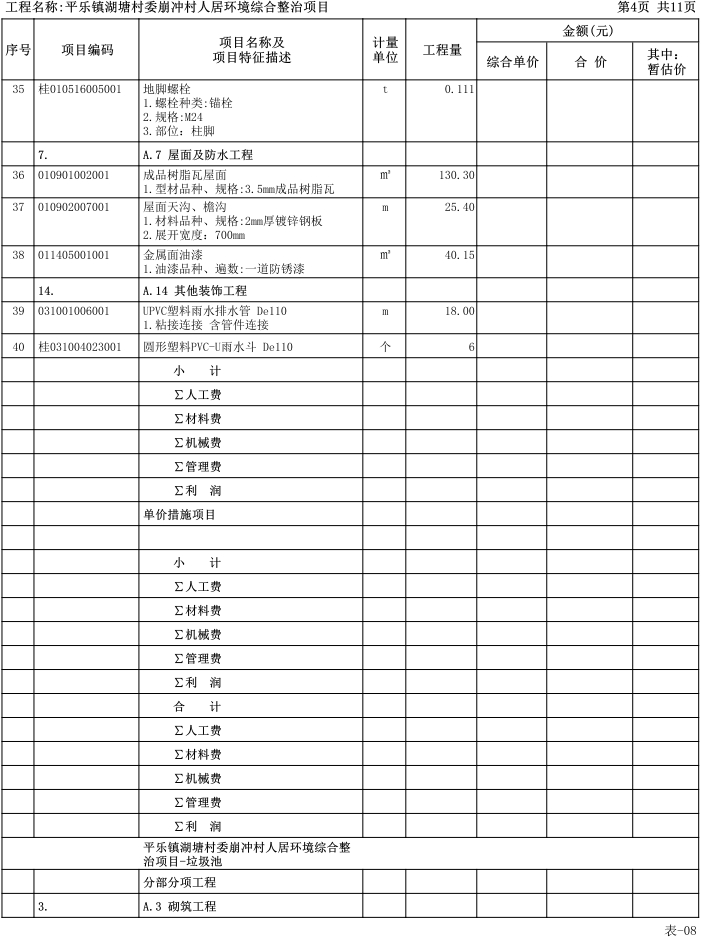 工程名称:平乐镇湖塘村委崩冲村人居环境综合整治项目 第4页 共11页
序号 项目编码 项目名称及 项目特征描述 计量 单位 工程量 金额(元)
综合单价 合 价 其中: 暂估价
35 桂010516005001 地脚螺栓 t 0.111
1.螺栓种类:锚栓
2.规格:M24
3.部位: 柱脚
7. A.7 屋面及防水工程
36 010901002001 成品树脂瓦屋面 m² 130.30
1.型材品种、规格:3.5mm成品树脂瓦
37 010902007001 屋面天沟、檐沟 m 25.40
1.材料品种、规格:2mm厚镀锌钢板
2.展开宽度: 700mm
38 011405001001 金属面油漆 m² 40.15
1.油漆品种、遍数:一道防锈漆
14. A.14 其他装饰工程
39 031001006001 UPVC塑料雨水排水管 De110 m 18.00
1.粘接连接 含管件连接
40 桂031004023001 圆形塑料PVC-U雨水斗 De110 个 6
小 计
∑人工费
∑材料费
∑机械费
∑管理费
∑利 润
单价措施项目
小 计
∑人工费
∑材料费
∑机械费
∑管理费
∑利 润
合 计
∑人工费
∑材料费
∑机械费
∑管理费
∑利 润
平乐镇湖塘村委崩冲村人居环境综合整
治项目-垃圾池
分部分项工程
3. A.3 砌筑工程
表-08